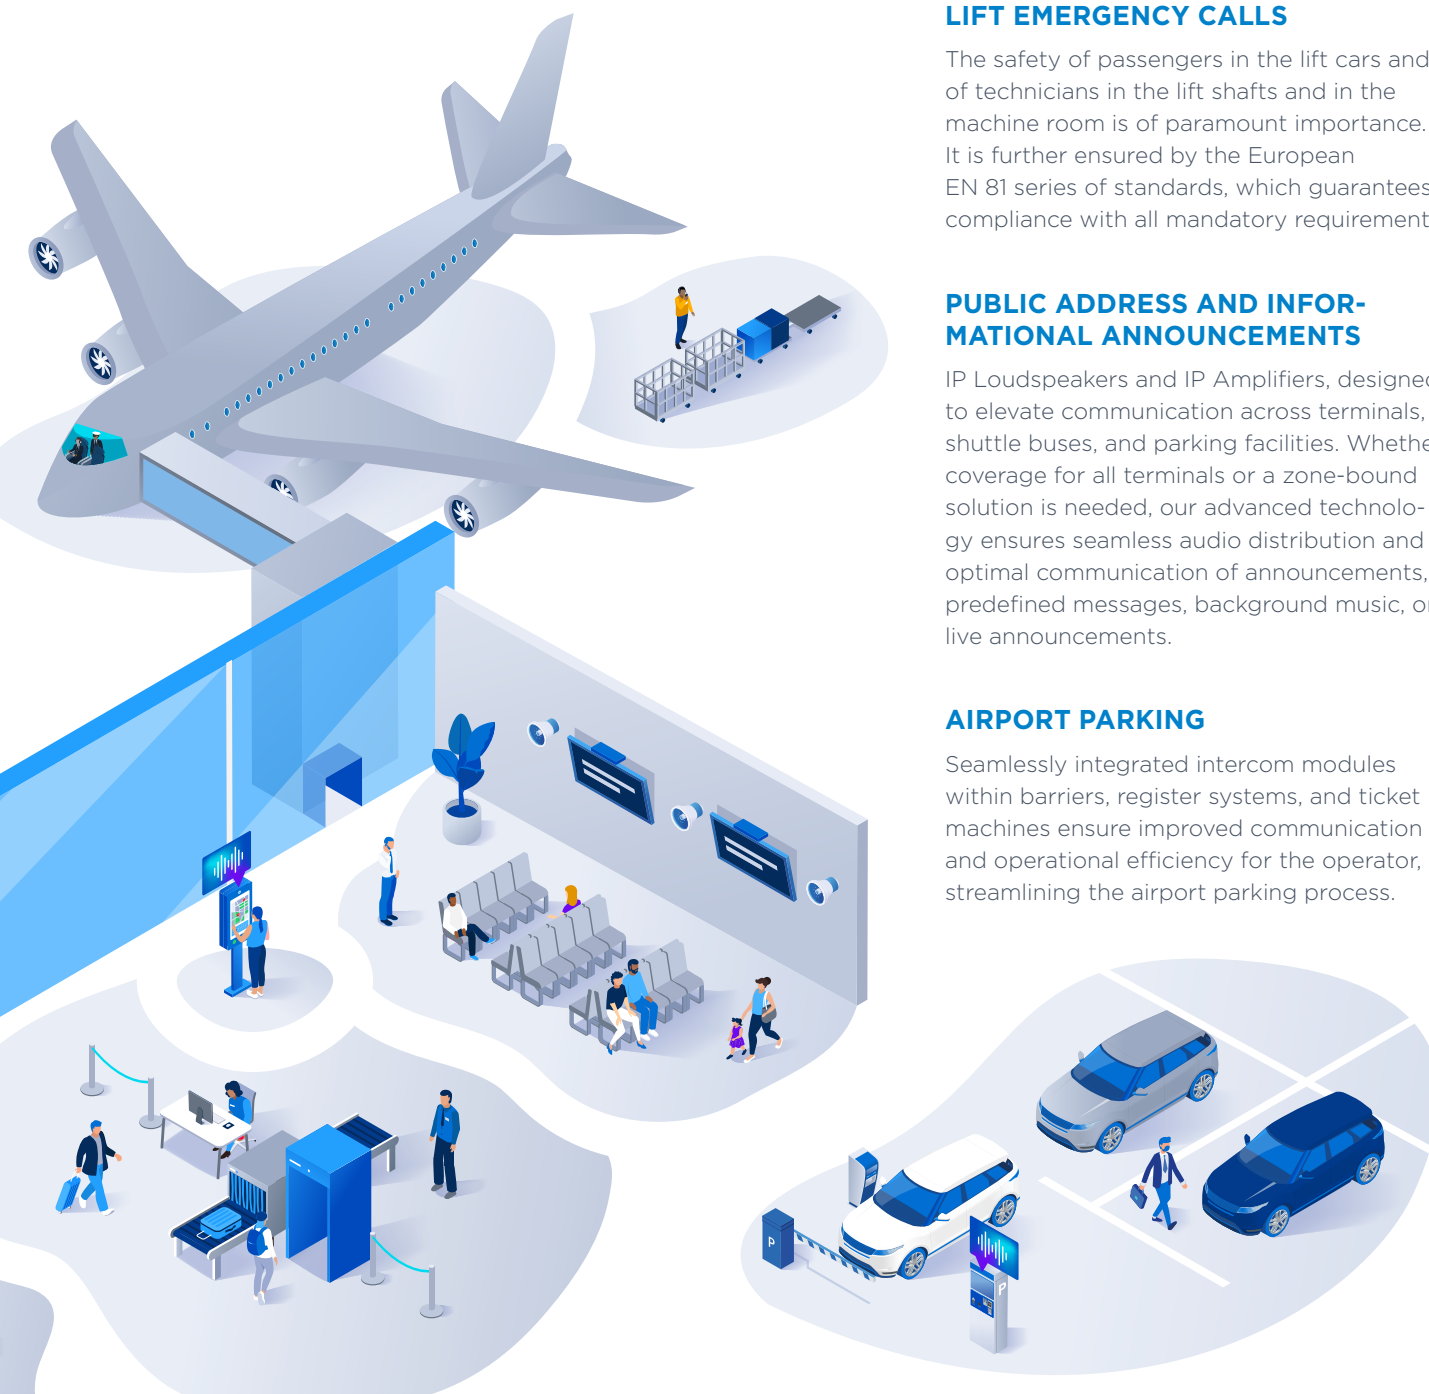 LIFT EMERGENCY CALLS
The safety of passengers in the lift cars and
of technicians in the lift shafts and in the
machine room is of paramount importance.
It is further ensured by the European
EN 81 series of standards, which guarantees
compliance with all mandatory requirement
PUBLIC ADDRESS AND INFOR-
MATIONAL ANNOUNCEMENTS
IP Loudspeakers and IP Amplifiers, designed
to elevate communication across terminals,
shuttle buses, and parking facilities. Whethe
coverage for all terminals or a zone-bound
solution is needed, our advanced technolo-
gy ensures seamless audio distribution and
optimal communication of announcements,
predefined messages, background music, or
live announcements.
AIRPORT PARKING
Seamlessly integrated intercom modules
within barriers, register systems, and ticket
machines ensure improved communication
and operational efficiency for the operator,
streamlining the airport parking process.
P
P